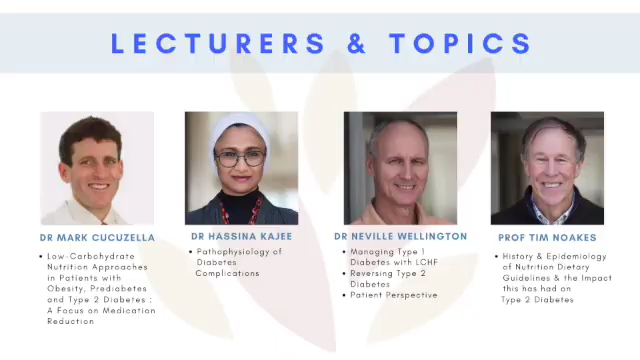 LECTURERS & TOPICS
DR MARK CUCUZELLA
• Low-Carbohydrate
Nutrition Approaches
in Patients with
Obesity, Prediabetes
and Type 2 Diabetes :
A Focus on Medication
Reduction
DR HASSINA KAJEE
• Pathophysiology of
Diabetes
Complications
DR NEVILLE WELLINGTON
• Managing Type 1
Diabetes with LCHF
• Reversing Type 2
Diabetes
• Patient Perspective
PROF TIM NOAKES
• History & Epidemiology
of Nutrition Dietary
Guidelines & the Impact
this has had on
Type 2 Diabetes